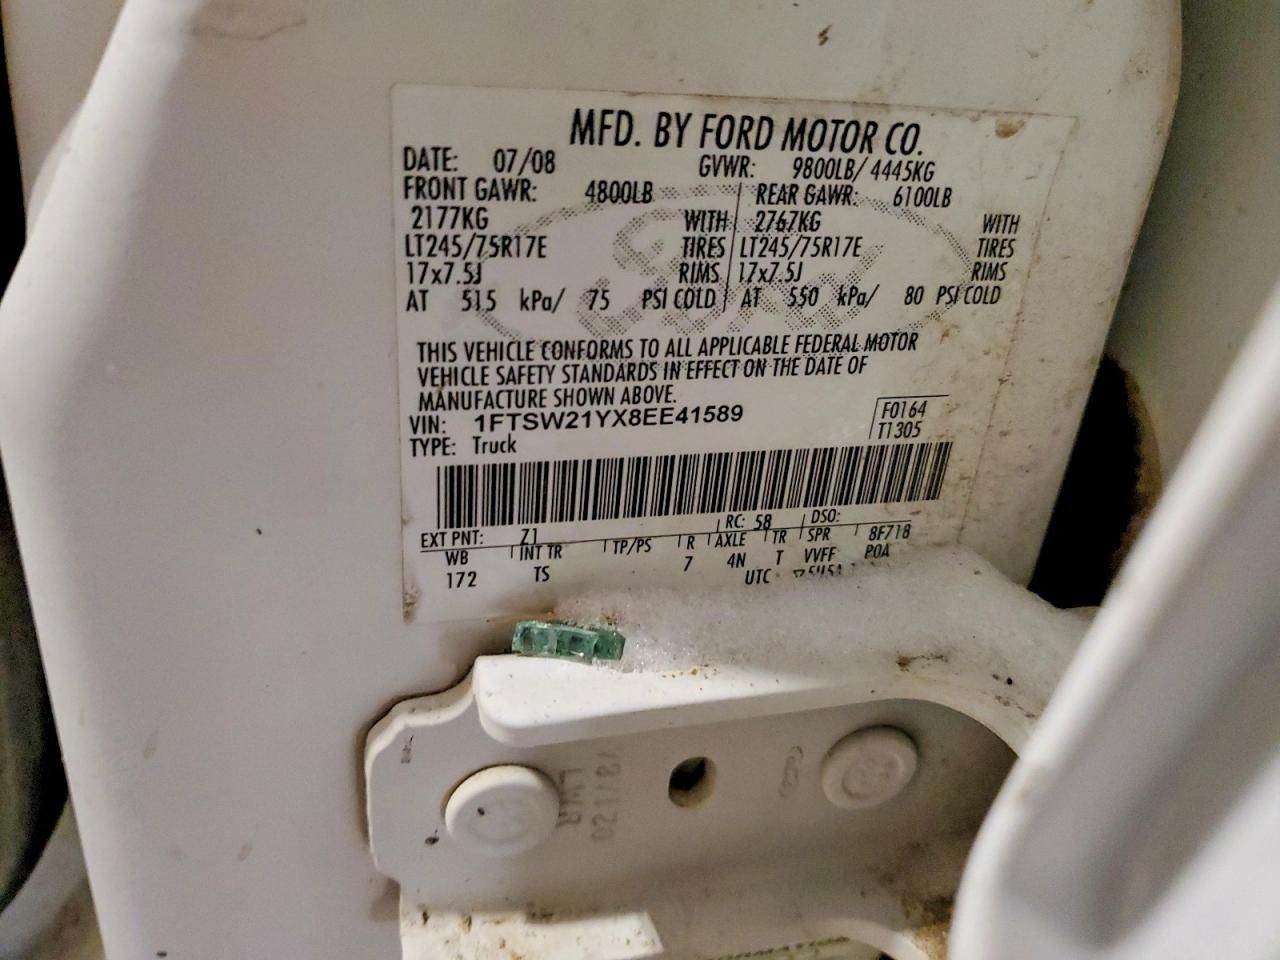 MFD. BY FORD MOTOR CO.
DATE: 07/08 GVWR: 9800LB/ 4445KG
FRONT GAWR: 4800LB REAR GAWR: 6100LB
2177KG WITH 2767KG WITH
LT245/75R17E TIRES LT245/75R17E TIRES
17x7.5J RIMS 17x7.5J RIMS
AT 515 kPa/ 75 PSI COLD AT 550 kPa/ 80 PSI COLD
THIS VEHICLE CONFORMS TO ALL APPLICABLE FEDERAL MOTOR
VEHICLE SAFETY STANDARDS IN EFFECT ON THE DATE OF
MANUFACTURE SHOWN ABOVE.
VIN: 1FTSW21YX8EE41589 F0164
TYPE: Truck T1305
EXT PNT: Z1 RC: 58 DSO:
WB INT TR TP/PS R AXLE TR SPR 8F718
172 TS 7 4N T VVFF POA
UTC